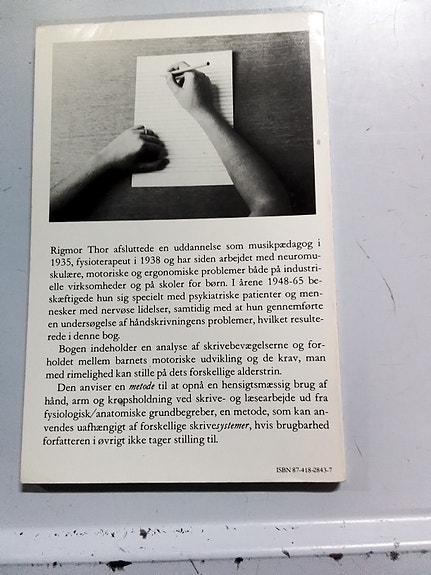 Rigmor Thor afsluttede en uddannelse som musikpædagog i
1935, fysioterapeut i 1938 og har siden arbejdet med neuromu-
skulære, motoriske og ergonomiske problemer både på industri-
elle virksomheder og på skoler for børn. I årene 1948-65 be-
skæftigede hun sig specielt med psykiatriske patienter og men-
nesker med nervøse lidelser, samtidig med at hun gennemførte
en undersøgelse af håndskrivningens problemer, hvilket resulte-
rede i denne bog.
Bogen indeholder en analyse af skrivebevægelserne og for-
holdet mellem barnets motoriske udvikling og de krav, man
med rimelighed kan stille på dets forskellige alderstrin.
Den anviser en metode til at opnå en hensigtsmæssig brug af
hånd, arm og kropsholdning ved skrive- og læsearbejde ud fra
fysiologisk/anatomiske grundbegreber, en metode, som kan an-
vendes uafhængigt af forskellige skrivesystemer, hvis brugbarhed
forfatteren i øvrigt ikke tager stilling til.
ISBN 87-418-2843-7